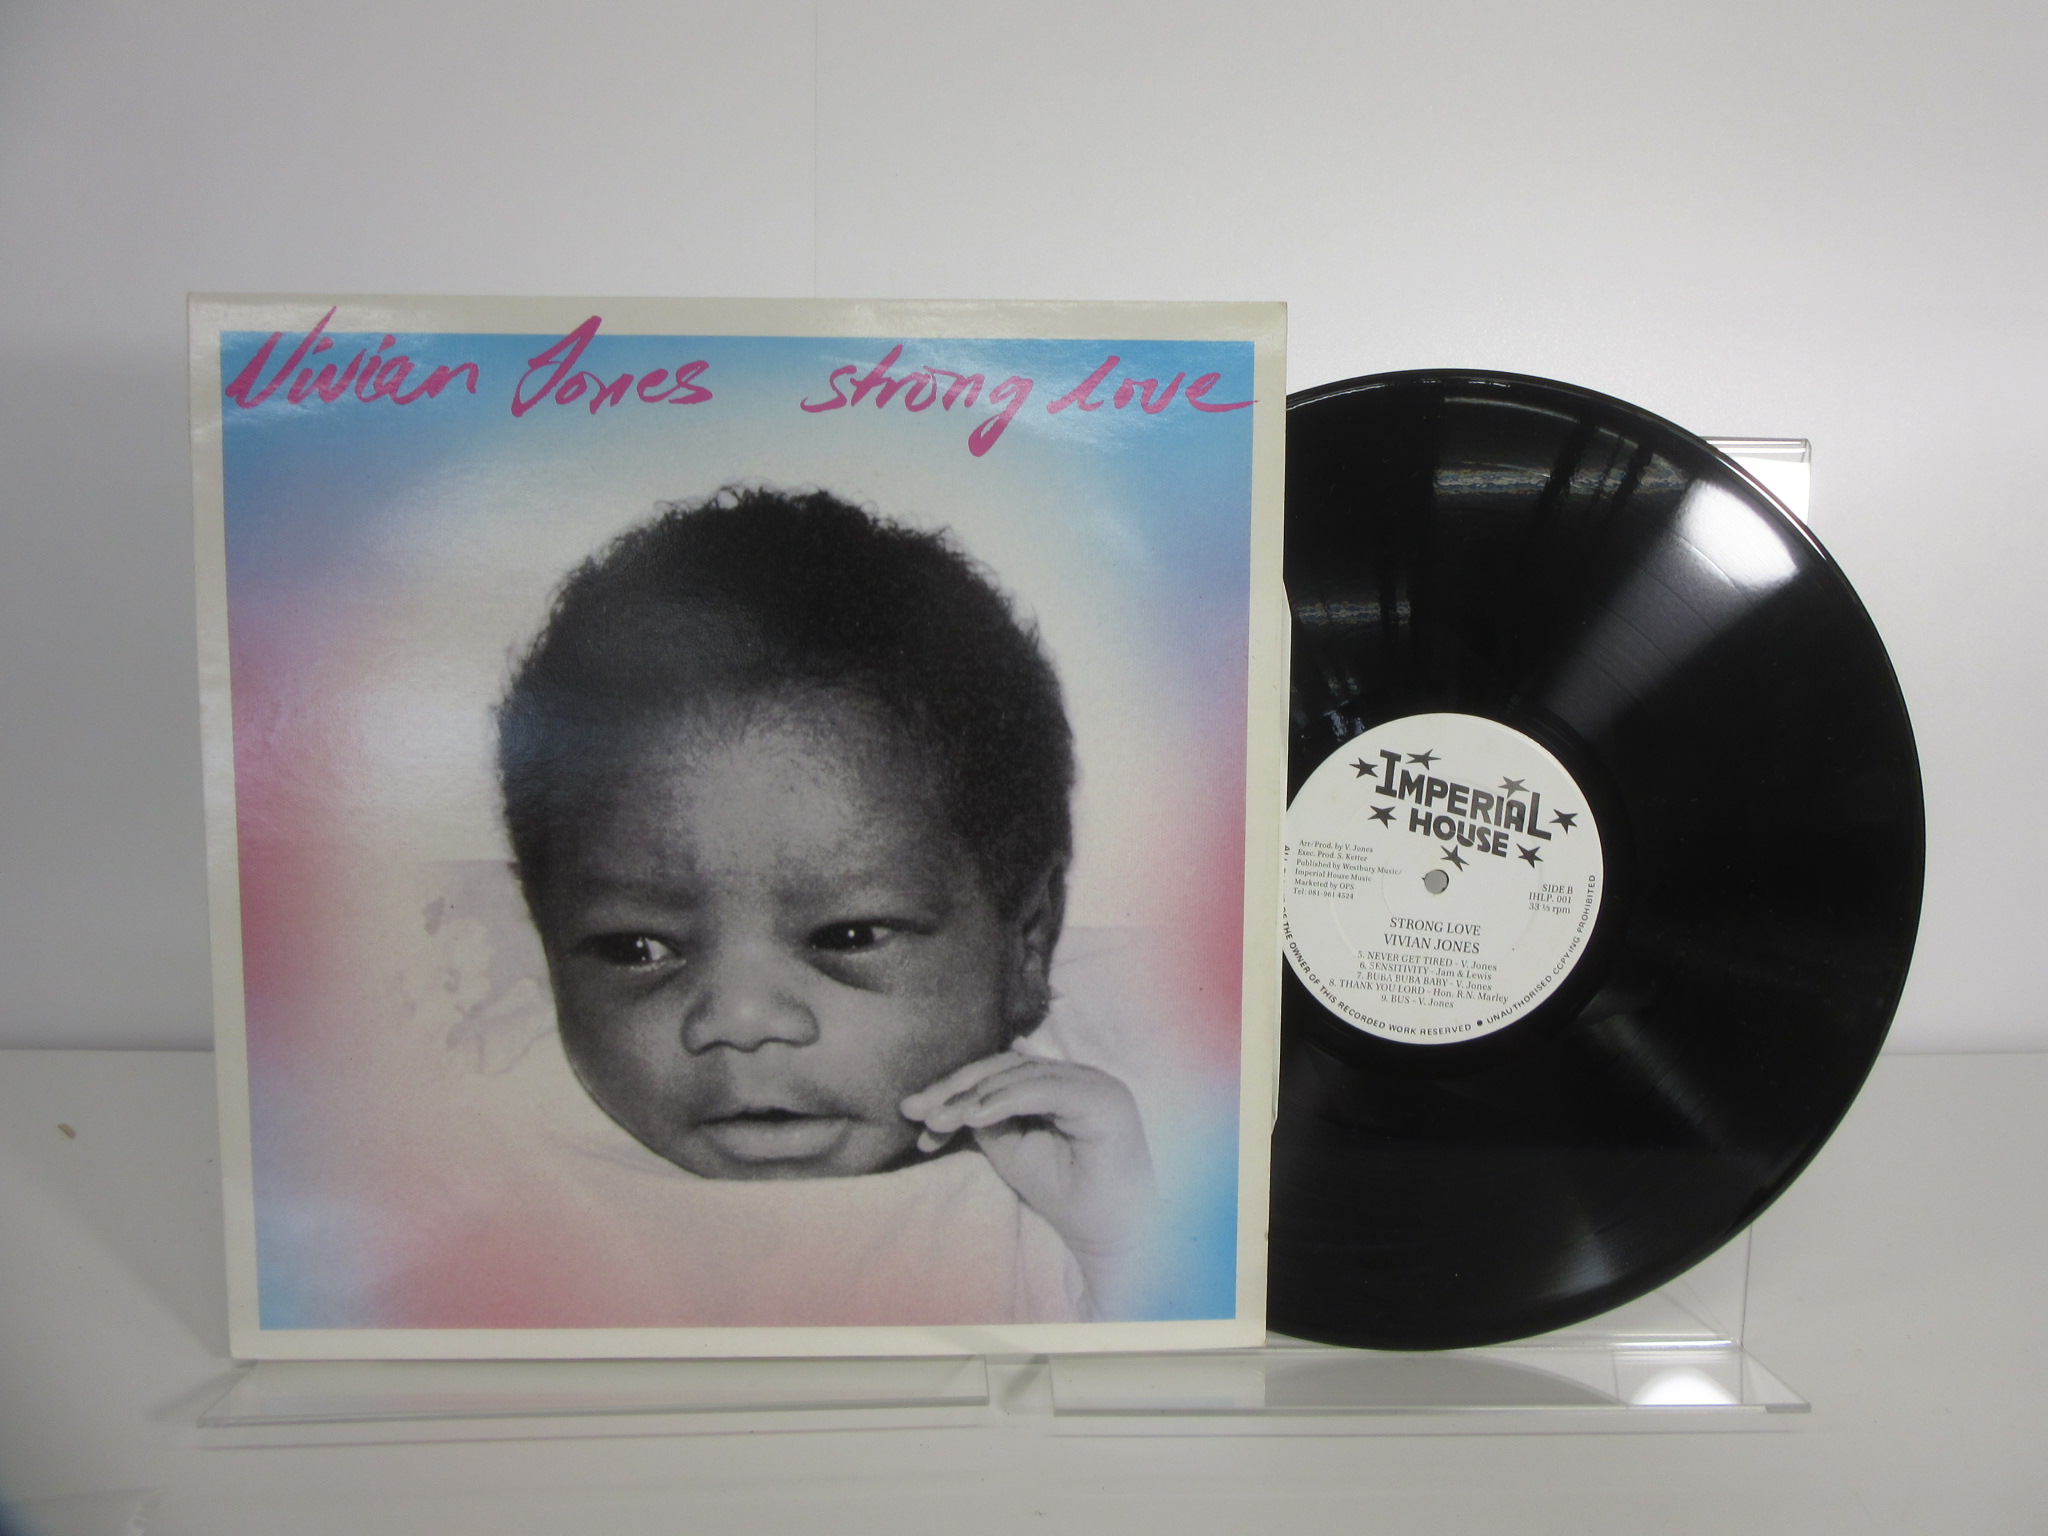 Vivian Jones strong love
IMPERIAL
HOUSE
Arr/Prod. by V. Jones
Exec. Prod. S. Ketter
Published by Westbury Music/
Imperial House Music
Marketed by OPS
Tel: 081-961 4524
SIDE B
IHLP. 001
33 ⅓ rpm
STRONG LOVE
VIVIAN JONES
5. NEVER GET TIRED - V. Jones
6. SENSITIVITY - Jam & Lewis
7. BUBA BUBA BABY - V. Jones
8. THANK YOU LORD - Hon. R.N. Marley
9. BUS - V. Jones
OF THE OWNER OF THIS RECORDED WORK RESERVED ● UNAUTHORISED COPYING PROHIBITED